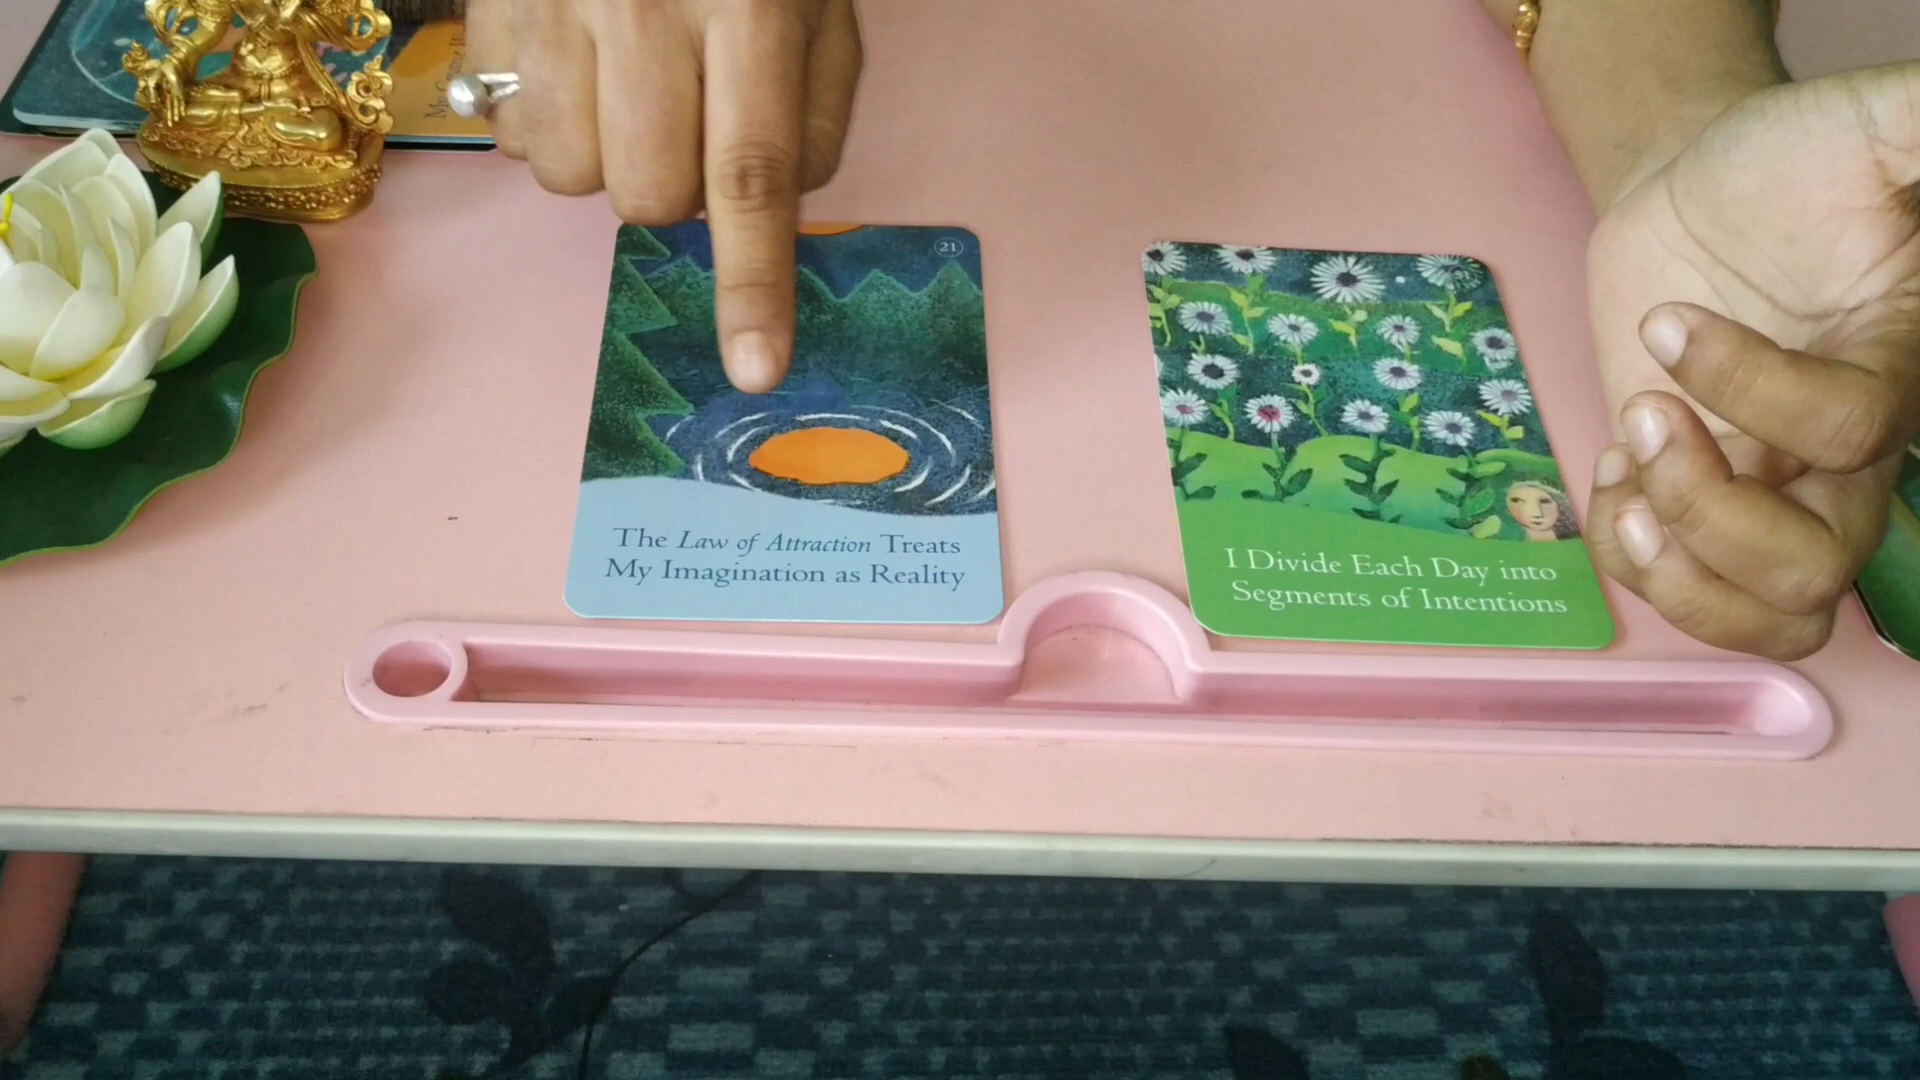 21
The Law of Attraction Treats
My Imagination as Reality
I Divide Each Day into
Segments of Intentions